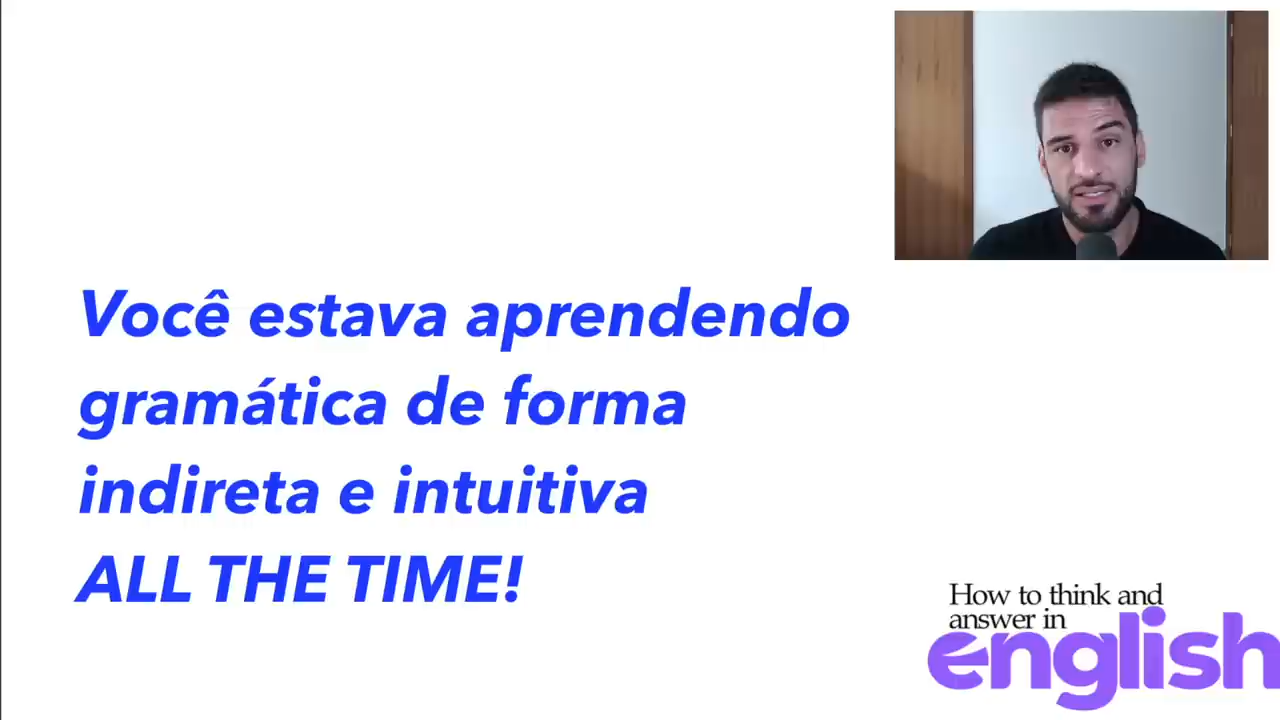 Você estava aprendendo
gramática de forma
indireta e intuitiva
ALL THE TIME!
How to think and
answer in
english